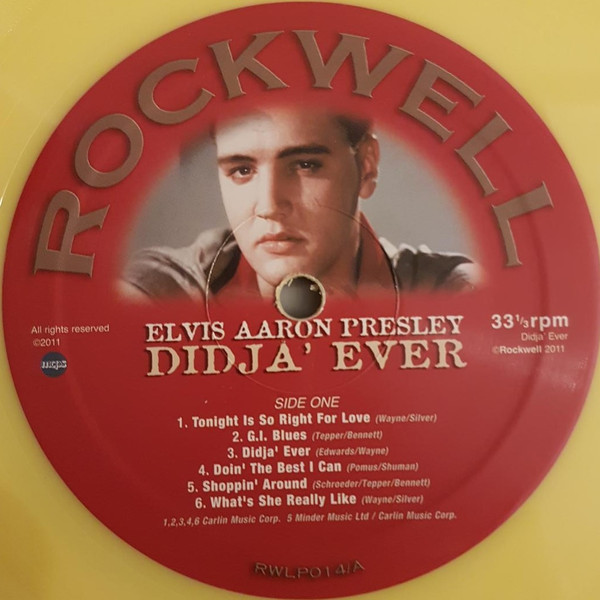 ROCKWELL
ELVIS AARON PRESLEY
DIDJA' EVER
All rights reserved
©2011
mcps
33⅓rpm
Didja' Ever
©Rockwell 2011
SIDE ONE
1. Tonight Is So Right For Love (Wayne/Silver)
2. G.I. Blues (Tepper/Bennett)
3. Didja' Ever (Edwards/Wayne)
4. Doin' The Best I Can (Pomus/Shuman)
5. Shoppin' Around (Schroeder/Tepper/Bennett)
6. What's She Really Like (Wayne/Silver)
1,2,3,4,6 Carlin Music Corp. 5 Minder Music Ltd / Carlin Music Corp.
RWLP014/A